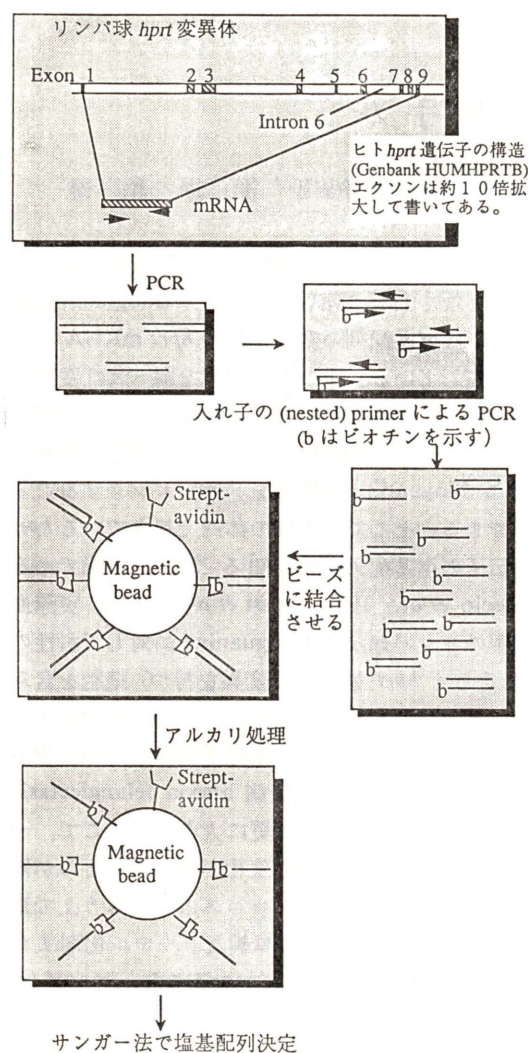 リンパ球 hprt 変異体
Exon 1 2 3 4 5 6 7 8 9
Intron 6
mRNA
ヒト hprt 遺伝子の構造
(Genbank HUMHPRTB)
エクソンは約１０倍拡
大して書いてある。
PCR
b
b
b
入れ子の (nested) primer による PCR
(b はビオチンを示す)
b
b
b
b
b
b
b
b
b
b
ビーズ
に結合
させる
Strept-
avidin
Magnetic
bead
b
b
b
b
b
アルカリ処理
Strept-
avidin
Magnetic
bead
b
b
b
b
b
サンガー法で塩基配列決定